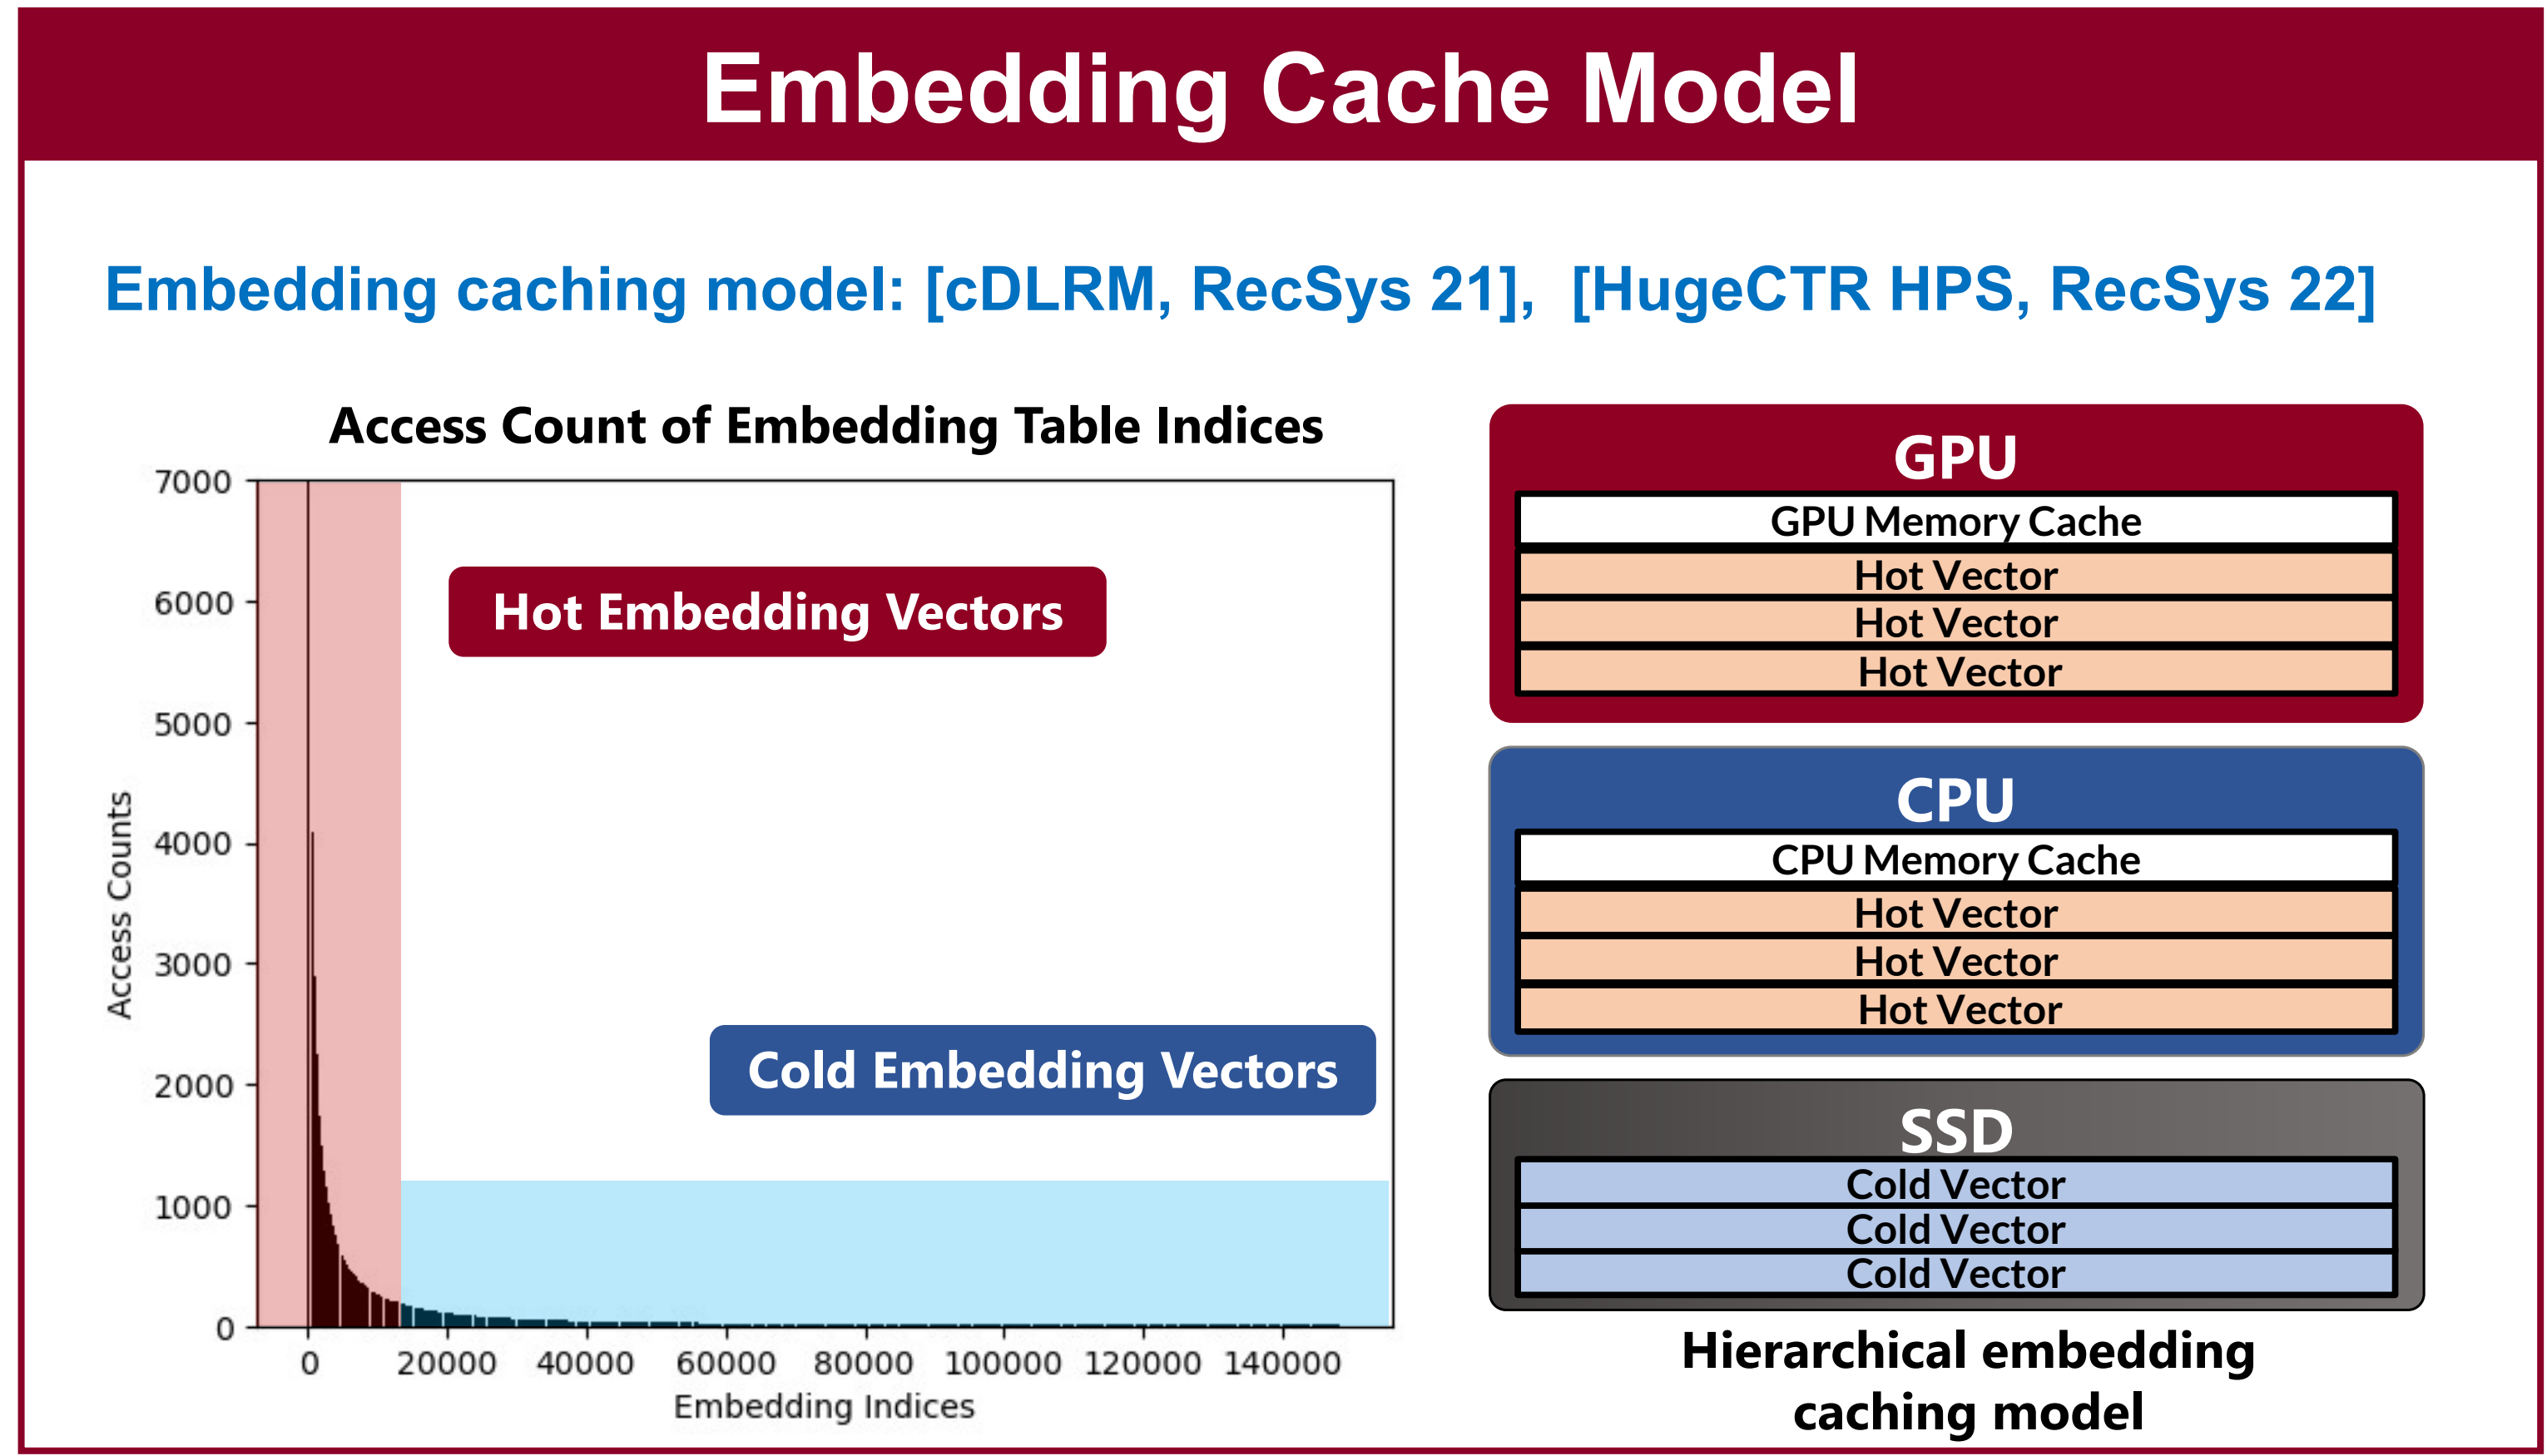 Embedding Cache Model
Embedding caching model: [cDLRM, RecSys 21], [HugeCTR HPS, RecSys 22]
Access Count of Embedding Table Indices
7000
6000
5000
4000
3000
2000
1000
0
Access Counts
Hot Embedding Vectors
Cold Embedding Vectors
0 20000 40000 60000 80000 100000 120000 140000
Embedding Indices
GPU
GPU Memory Cache
Hot Vector
Hot Vector
Hot Vector
CPU
CPU Memory Cache
Hot Vector
Hot Vector
Hot Vector
SSD
Cold Vector
Cold Vector
Cold Vector
Hierarchical embedding
caching model